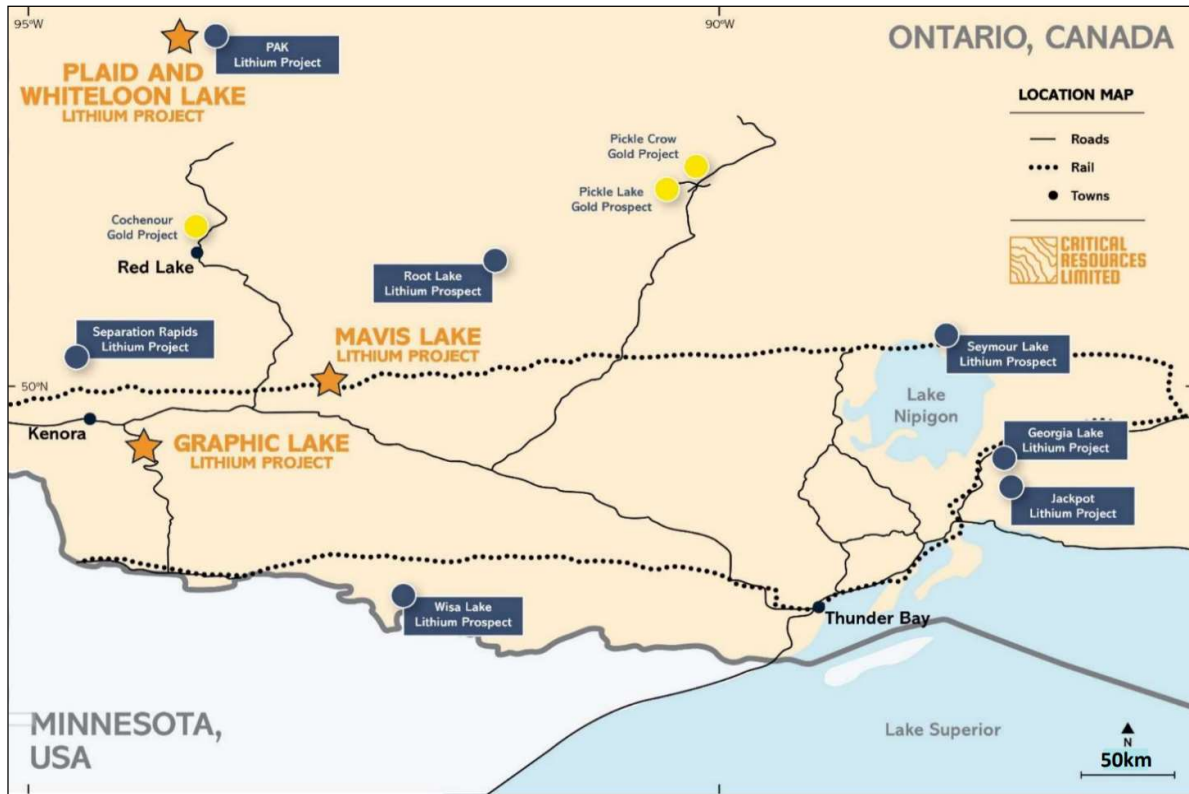 95°W
90°W
ONTARIO, CANADA
PAK
Lithium Project
PLAID AND
WHITELOON LAKE
LITHIUM PROJECT
LOCATION MAP
Roads
Rail
Towns
CRITICAL
RESOURCES
LIMITED
Pickle Crow
Gold Project
Pickle Lake
Gold Prospect
Cochenour
Gold Project
Red Lake
Root Lake
Lithium Prospect
Separation Rapids
Lithium Project
MAVIS LAKE
LITHIUM PROJECT
Seymour Lake
Lithium Prospect
50°N
Lake
Nipigon
Kenora
GRAPHIC LAKE
LITHIUM PROJECT
Georgia Lake
Lithium Project
Jackpot
Lithium Project
Wisa Lake
Lithium Prospect
Thunder Bay
MINNESOTA,
USA
Lake Superior
N
50km